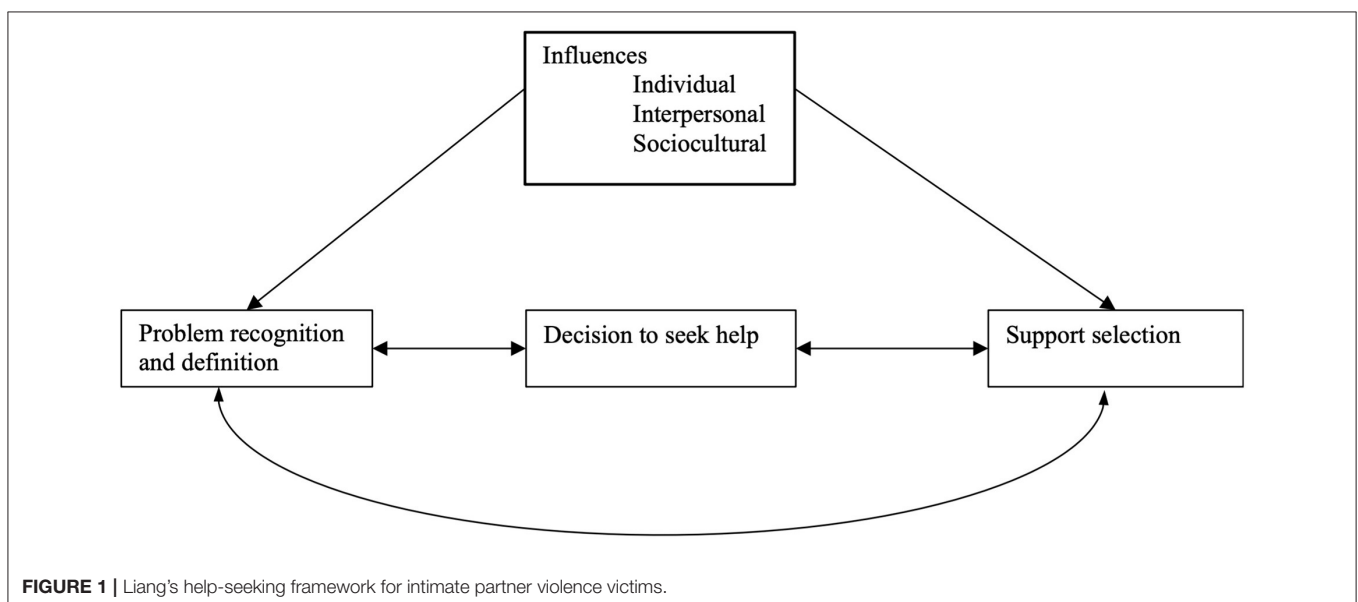 Influences
Individual
Interpersonal
Sociocultural
Problem recognition
and definition
Decision to seek help
Support selection
FIGURE 1 | Liang's help-seeking framework for intimate partner violence victims.